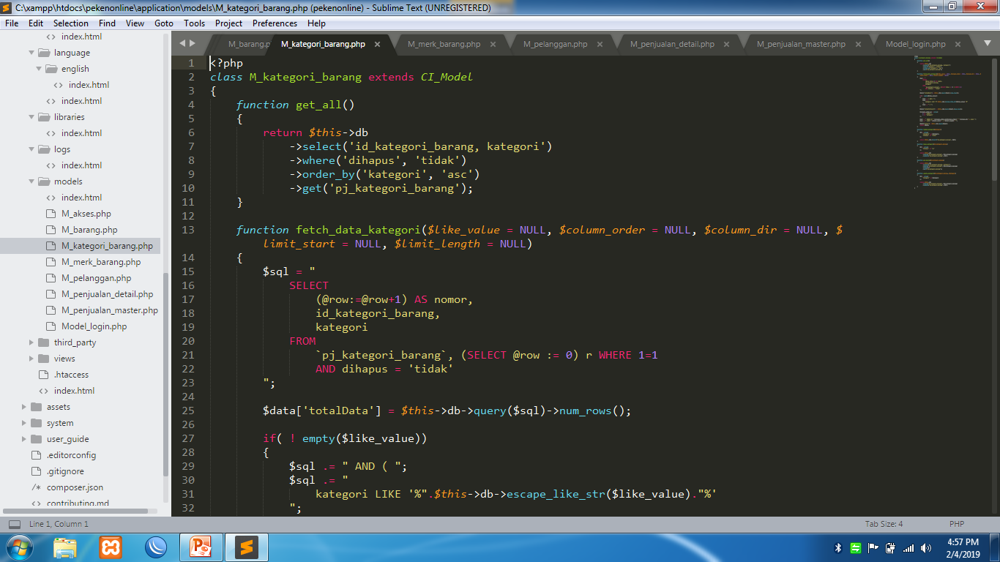 C:\xampp\htdocs\pekenonline\application\models\M_kategori_barang.php (pekenonline) - Sublime Text (UNREGISTERED)
File Edit Selection Find View Goto Tools Project Preferences Help
index.html
language
english
index.html
index.html
libraries
index.html
logs
index.html
models
index.html
M_akses.php
M_barang.php
M_kategori_barang.php
M_merk_barang.php
M_pelanggan.php
M_penjualan_detail.php
M_penjualan_master.php
Model_login.php
third_party
views
.htaccess
index.html
assets
system
user_guide
.editorconfig
.gitignore
composer.json
contributing.md
M_barang.p M_kategori_barang.php M_merk_barang.php M_pelanggan.php M_penjualan_detail.php M_penjualan_master.php Model_login.php
1 <?php
2 class M_kategori_barang extends CI_Model
3 {
4 function get_all()
5 {
6 return $this->db
7 ->select('id_kategori_barang, kategori')
8 ->where('dihapus', 'tidak')
9 ->order_by('kategori', 'asc')
10 ->get('pj_kategori_barang');
11 }
12
13 function fetch_data_kategori($like_value = NULL, $column_order = NULL, $column_dir = NULL, $
limit_start = NULL, $limit_length = NULL)
14 {
15 $sql = "
16 SELECT
17 (@row:=@row+1) AS nomor,
18 id_kategori_barang,
19 kategori
20 FROM
21 `pj_kategori_barang`, (SELECT @row := 0) r WHERE 1=1
22 AND dihapus = 'tidak'
23 ";
24
25 $data['totalData'] = $this->db->query($sql)->num_rows();
26
27 if( ! empty($like_value))
28 {
29 $sql .= " AND ( ";
30 $sql .= "
31 kategori LIKE '%".$this->db->escape_like_str($like_value)."%'
32 ";
Line 1, Column 1
Tab Size: 4 PHP
4:57 PM
2/4/2019